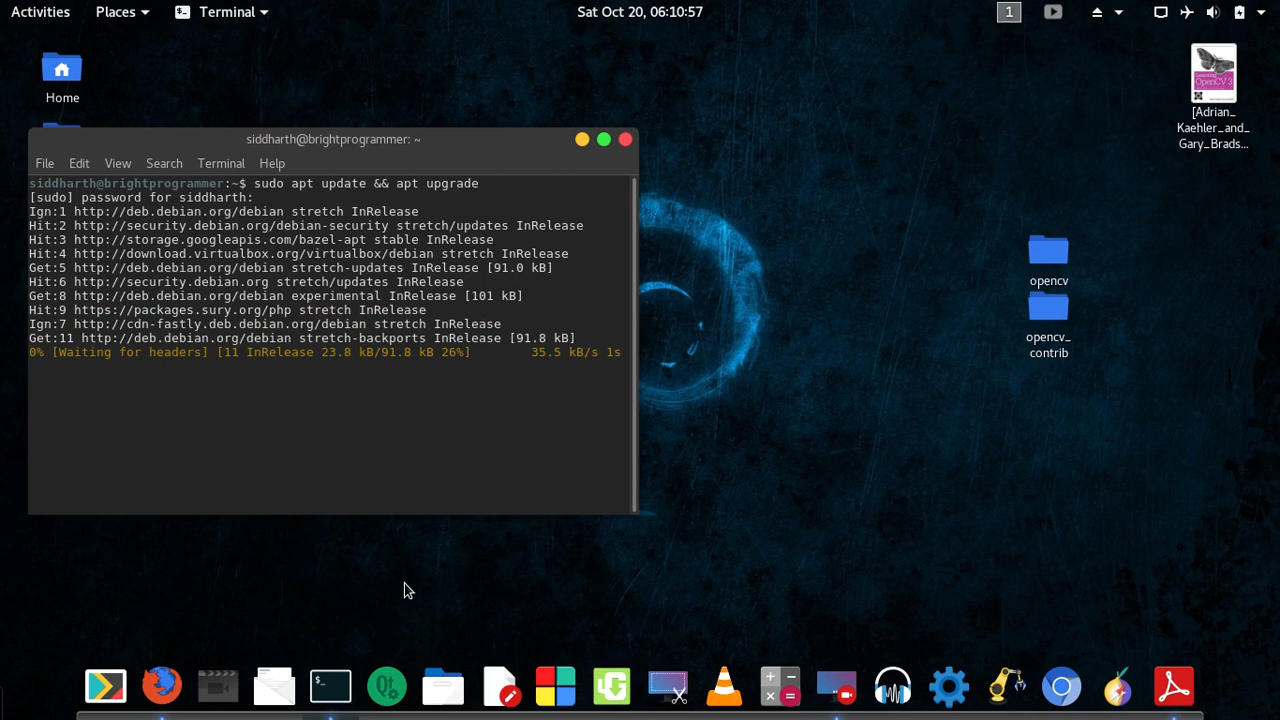 Activities Places Terminal Sat Oct 20, 06:10:57 1
Home
[Adrian_
Kaehler_and_
Gary_Brads...
Learning
OpenCV 3
siddharth@brightprogrammer: ~
File Edit View Search Terminal Help
siddharth@brightprogrammer:~$ sudo apt update && apt upgrade
[sudo] password for siddharth:
Ign:1 http://deb.debian.org/debian stretch InRelease
Hit:2 http://security.debian.org/debian-security stretch/updates InRelease
Hit:3 http://storage.googleapis.com/bazel-apt stable InRelease
Hit:4 http://download.virtualbox.org/virtualbox/debian stretch InRelease
Get:5 http://deb.debian.org/debian stretch-updates InRelease [91.0 kB]
Hit:6 http://security.debian.org stretch/updates InRelease
Get:8 http://deb.debian.org/debian experimental InRelease [101 kB]
Hit:9 https://packages.sury.org/php stretch InRelease
Ign:7 http://cdn-fastly.deb.debian.org/debian stretch InRelease
Get:11 http://deb.debian.org/debian stretch-backports InRelease [91.8 kB]
0% [Waiting for headers] [11 InRelease 23.8 kB/91.8 kB 26%] 35.5 kB/s 1s
opencv
opencv_
contrib
$_
Qt